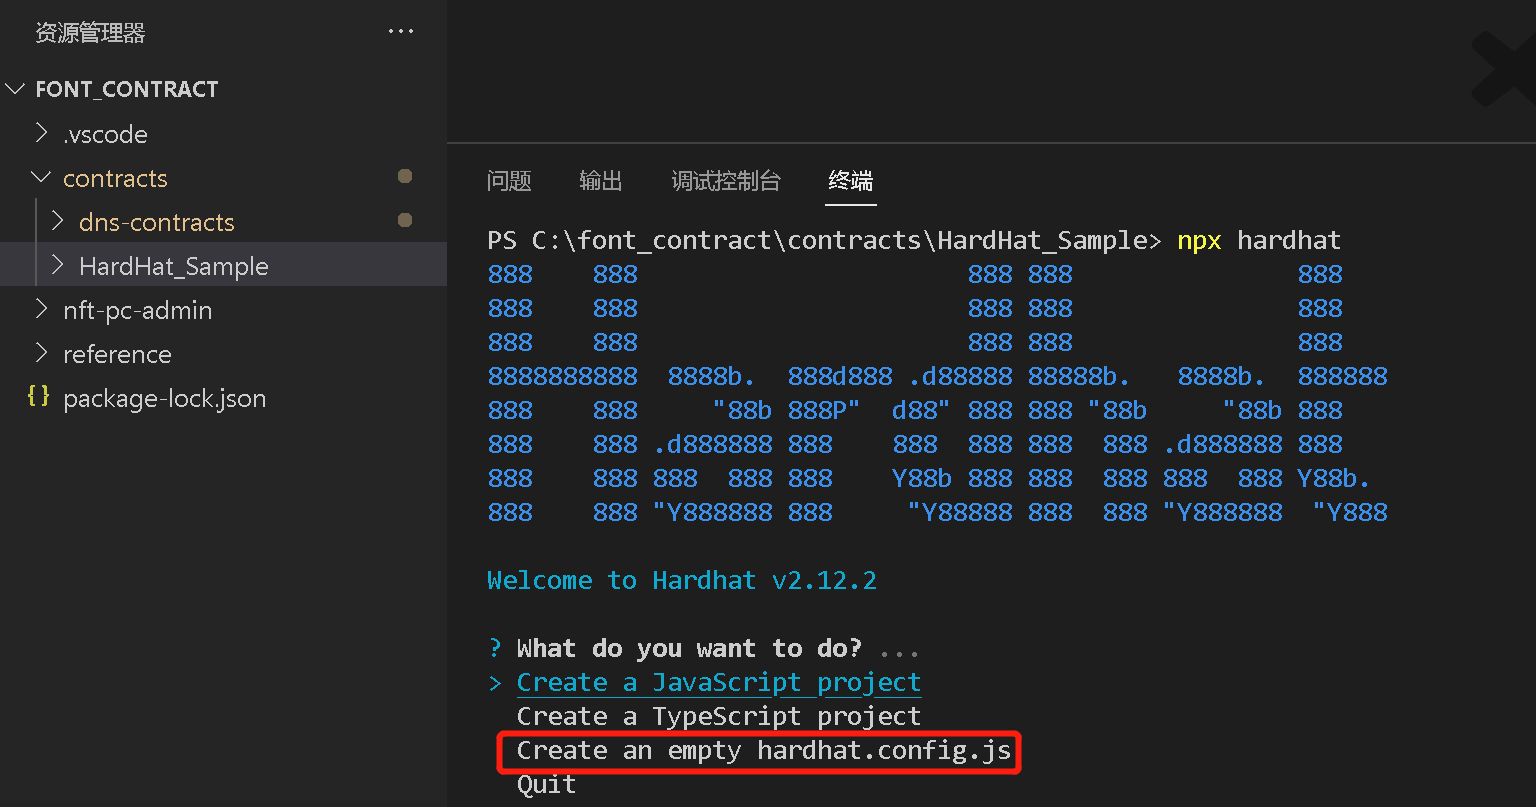 资源管理器
FONT_CONTRACT
.vscode
contracts
dns-contracts
HardHat_Sample
nft-pc-admin
reference
{} package-lock.json
问题 输出 调试控制台 终端
PS C:\font_contract\contracts\HardHat_Sample> npx hardhat
888    888                      888 888               888
888    888                      888 888               888
888    888                      888 888               888
8888888888  8888b.  888d888 .d88888 88888b.   8888b.  888888
888    888     "88b 888P"  d88" 888 888 "88b     "88b 888
888    888 .d888888 888    888  888 888  888 .d888888 888
888    888 888  888 888    Y88b 888 888  888 888  888 Y88b.
888    888 "Y888888 888     "Y88888 888  888 "Y888888  "Y888
Welcome to Hardhat v2.12.2
? What do you want to do? ...
> Create a JavaScript project
Create a TypeScript project
Create an empty hardhat.config.js
Quit